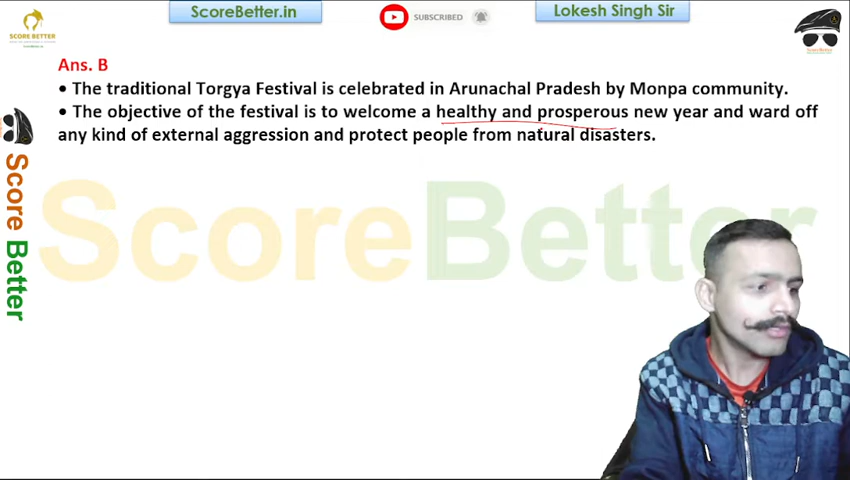 SCORE BETTER
ScoreBetter.in
SUBSCRIBED
Lokesh Singh Sir
Ans. B
• The traditional Torgya Festival is celebrated in Arunachal Pradesh by Monpa community.
• The objective of the festival is to welcome a healthy and prosperous new year and ward off
any kind of external aggression and protect people from natural disasters.
Score Better
ScoreBetter